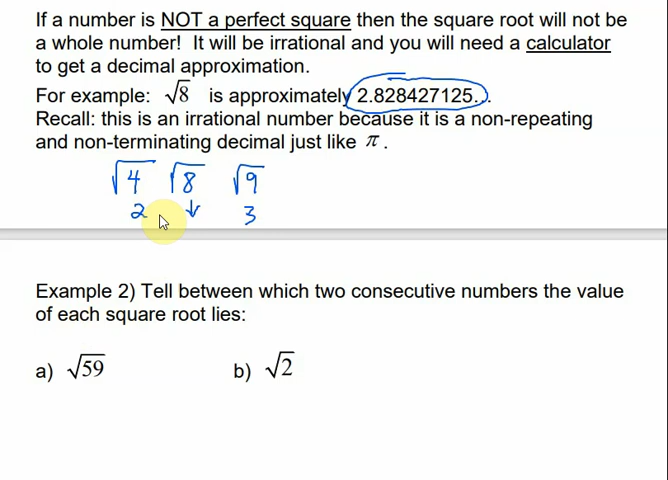 If a number is NOT a perfect square then the square root will not be
a whole number!  It will be irrational and you will need a calculator
to get a decimal approximation.
For example:  √8  is approximately 2.828427125...
Recall: this is an irrational number because it is a non-repeating
and non-terminating decimal just like π.
√4 √8 √9
2 ↓ 3
Example 2) Tell between which two consecutive numbers the value
of each square root lies:
a) √59 b) √2